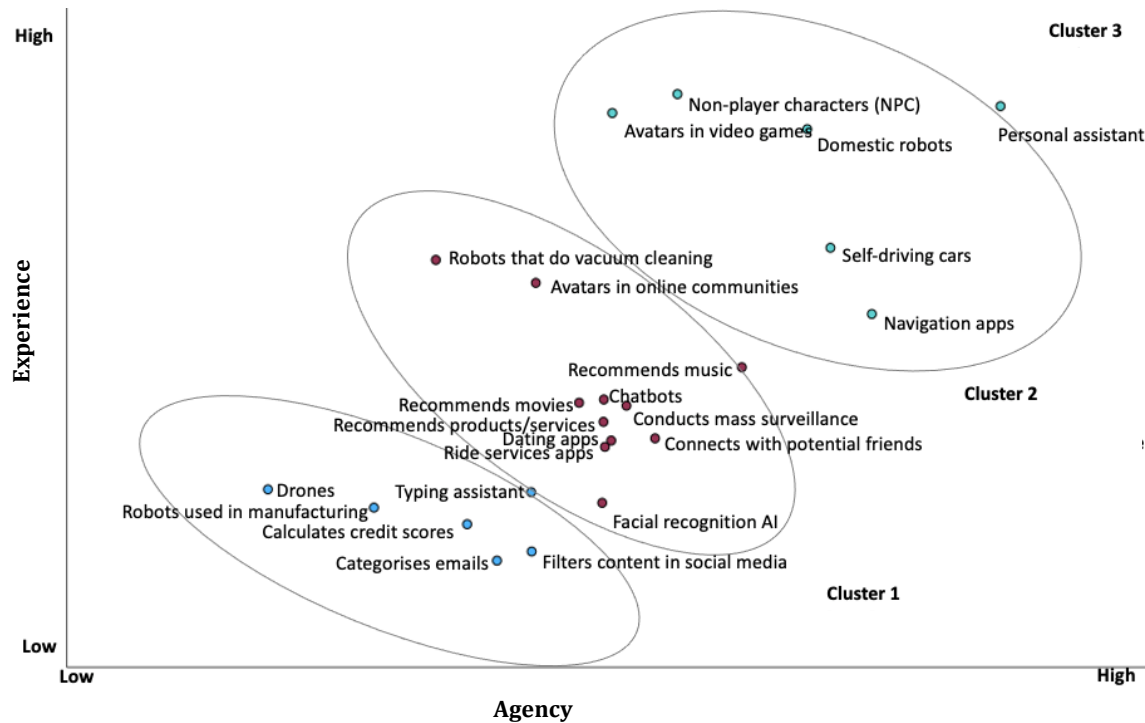 Cluster 3
High
Non-player characters (NPC)
Avatars in video games
Personal assistant
Domestic robots
Self-driving cars
Robots that do vacuum cleaning
Avatars in online communities
Navigation apps
Experience
Recommends music
Cluster 2
Chatbots
Recommends movies
Conducts mass surveillance
Recommends products/services
Dating apps
Connects with potential friends
Ride services apps
Drones
Typing assistant
Robots used in manufacturing
Facial recognition AI
Calculates credit scores
Categorises emails
Filters content in social media
Cluster 1
Low
Low
High
Agency